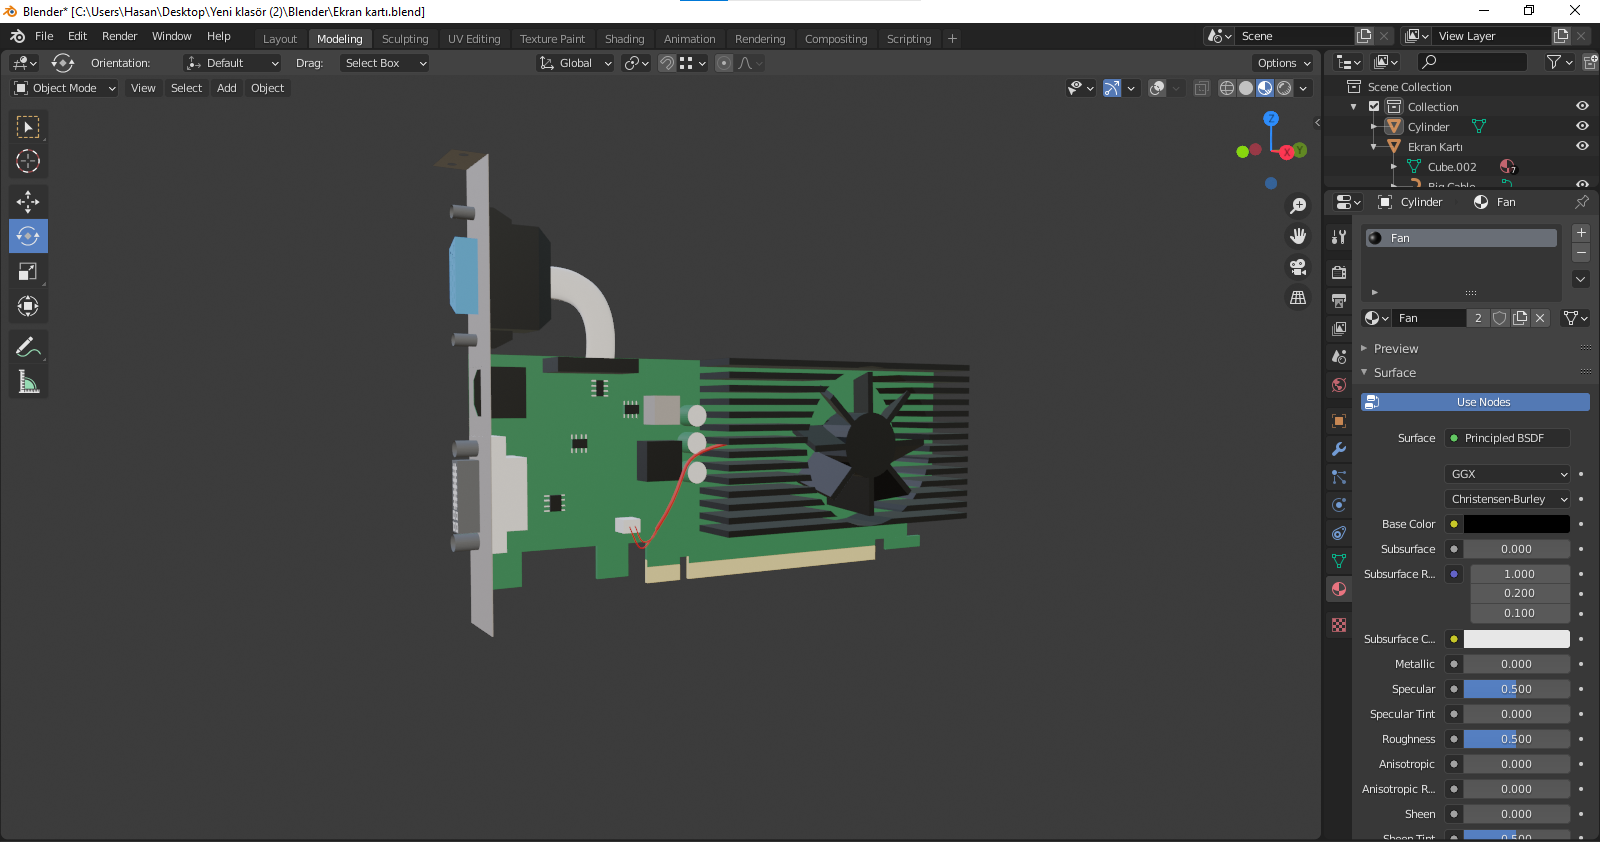 Blender* [C:\Users\Hasan\Desktop\Yeni klasör (2)\Blender\Ekran kartı.blend]
File Edit Render Window Help
Layout Modeling Sculpting UV Editing Texture Paint Shading Animation Rendering Compositing Scripting +
Scene
View Layer
Orientation: Default Drag: Select Box
Global
Options
Object Mode View Select Add Object
Z
X
Y
Scene Collection
Collection
Cylinder
Ekran Kartı
Cube.002
7
Big Cable
Cylinder Fan
Fan
Fan 2
Preview
Surface
Use Nodes
Surface Principled BSDF
GGX
Christensen-Burley
Base Color
Subsurface 0.000
Subsurface R... 1.000
0.200
0.100
Subsurface C...
Metallic 0.000
Specular 0.500
Specular Tint 0.000
Roughness 0.500
Anisotropic 0.000
Anisotropic R... 0.000
Sheen 0.000
Sheen Tint 0.500